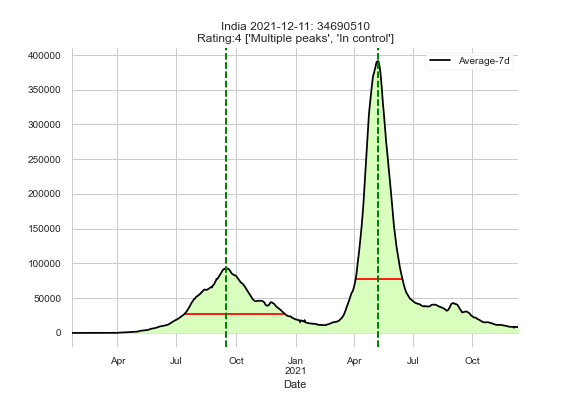 India 2021-12-11: 34690510
Rating:4 ['Multiple peaks', 'In control']
Average-7d
400000
350000
300000
250000
200000
150000
100000
50000
0
Apr
Jul
Oct
Jan
2021
Apr
Jul
Oct
Date